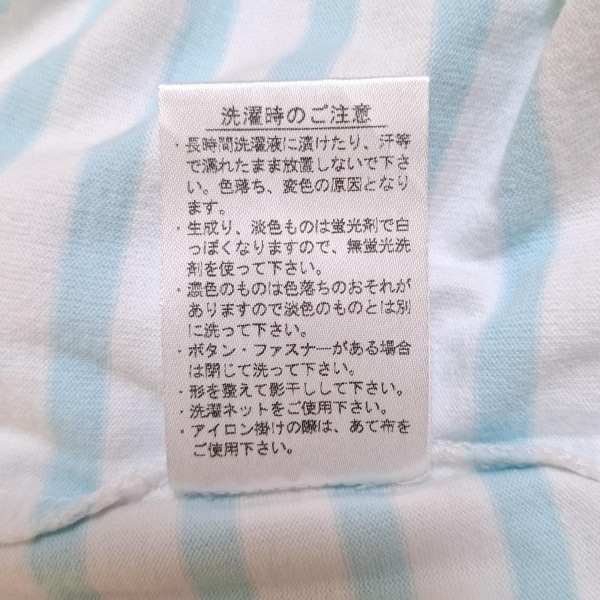 洗濯時のご注意
・長時間洗濯液に漬けたり、汗等
で濡れたまま放置しないで下さ
い。色落ち、変色の原因となり
ます。
・生成り、淡色ものは蛍光剤で白
っぽくなりますので、無蛍光洗
剤を使って下さい。
・濃色のものは色落ちのおそれが
ありますので淡色のものとは別
に洗って下さい。
・ボタン・ファスナーがある場合
は閉じて洗って下さい。
・形を整えて影干しして下さい。
・洗濯ネットをご使用下さい。
・アイロン掛けの際は、あて布を
ご使用下さい。